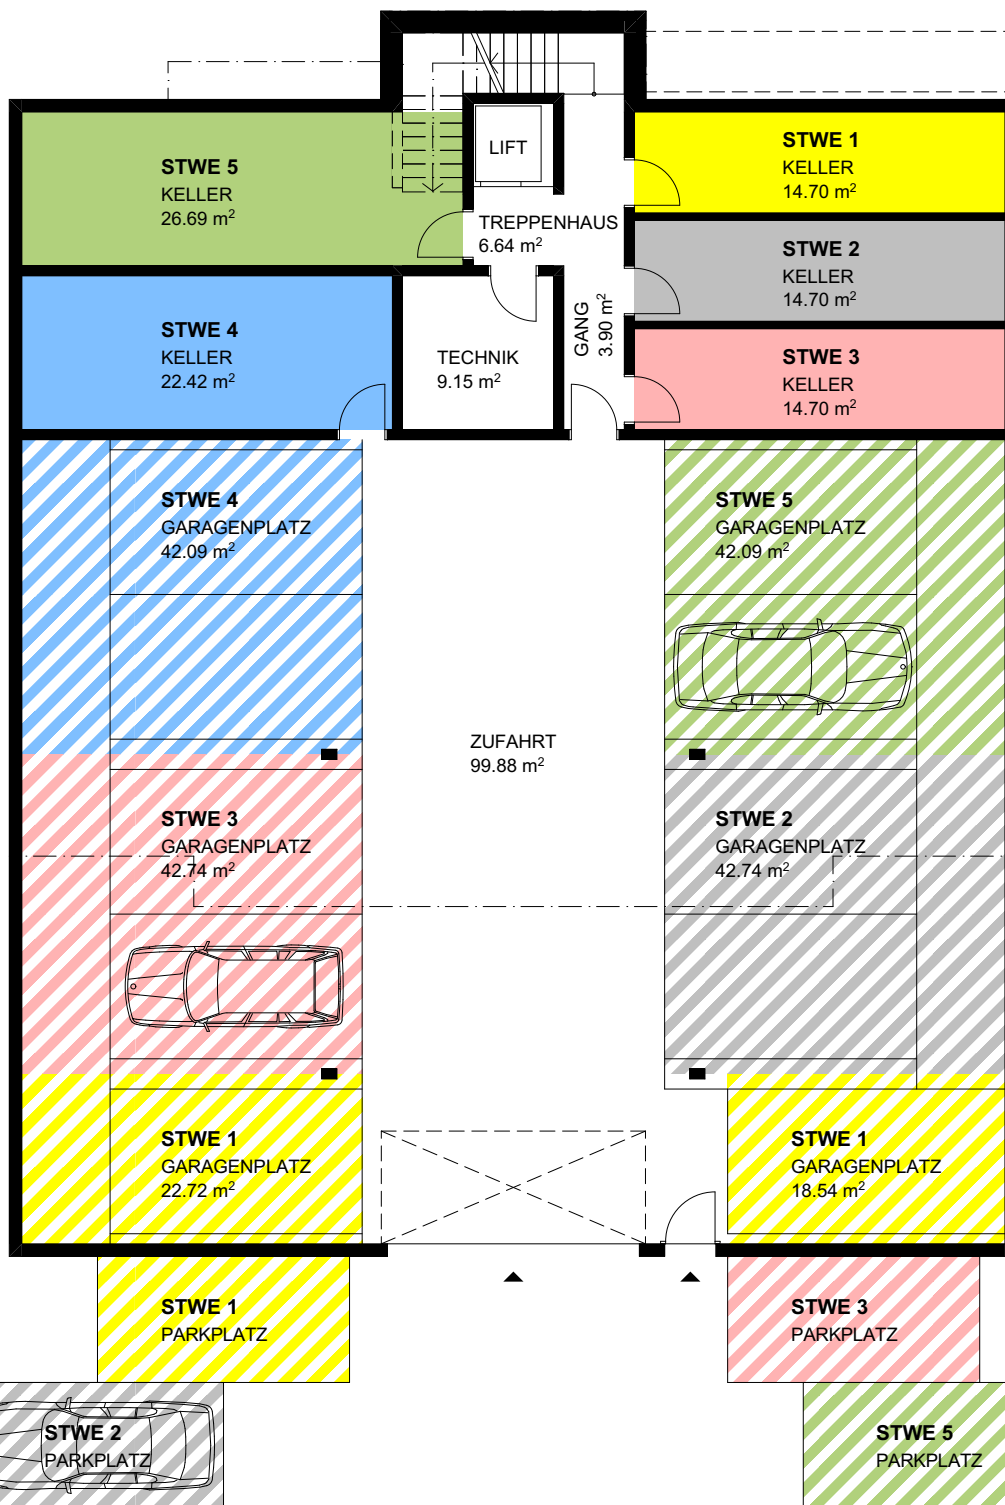 STWE 5
KELLER
26.69 m²
LIFT
STWE 1
KELLER
14.70 m²
TREPPENHAUS
6.64 m²
STWE 2
KELLER
14.70 m²
STWE 4
KELLER
22.42 m²
TECHNIK
9.15 m²
GANG
3.90 m²
STWE 3
KELLER
14.70 m²
STWE 4
GARAGENPLATZ
42.09 m²
STWE 5
GARAGENPLATZ
42.09 m²
ZUFAHRT
99.88 m²
STWE 3
GARAGENPLATZ
42.74 m²
STWE 2
GARAGENPLATZ
42.74 m²
STWE 1
GARAGENPLATZ
22.72 m²
STWE 1
GARAGENPLATZ
18.54 m²
STWE 1
PARKPLATZ
STWE 3
PARKPLATZ
STWE 2
PARKPLATZ
STWE 5
PARKPLATZ